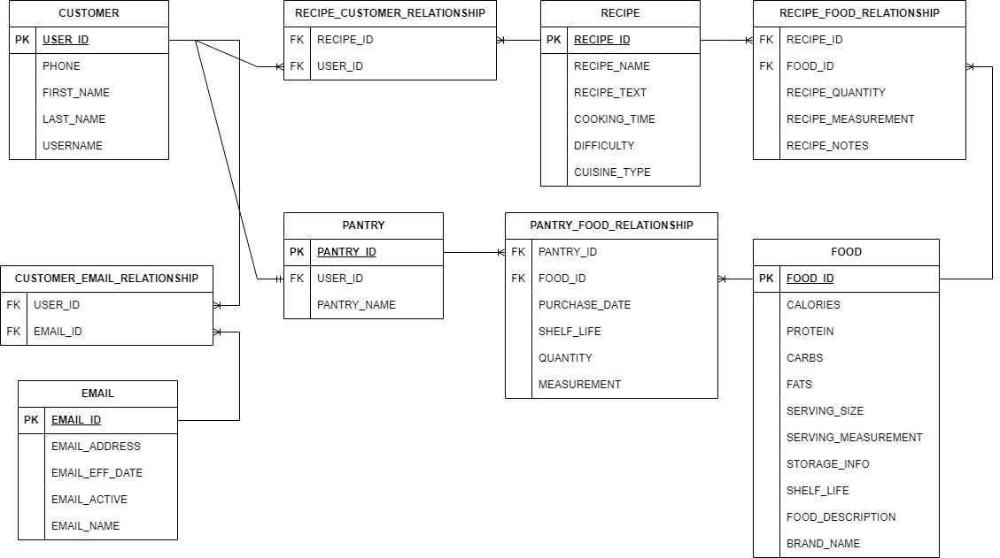 CUSTOMER
PK USER_ID
PHONE
FIRST_NAME
LAST_NAME
USERNAME
RECIPE_CUSTOMER_RELATIONSHIP
FK RECIPE_ID
FK USER_ID
RECIPE
PK RECIPE_ID
RECIPE_NAME
RECIPE_TEXT
COOKING_TIME
DIFFICULTY
CUISINE_TYPE
RECIPE_FOOD_RELATIONSHIP
FK RECIPE_ID
FK FOOD_ID
RECIPE_QUANTITY
RECIPE_MEASUREMENT
RECIPE_NOTES
PANTRY
PK PANTRY_ID
FK USER_ID
PANTRY_NAME
PANTRY_FOOD_RELATIONSHIP
FK PANTRY_ID
FK FOOD_ID
PURCHASE_DATE
SHELF_LIFE
QUANTITY
MEASUREMENT
FOOD
PK FOOD_ID
CALORIES
PROTEIN
CARBS
FATS
SERVING_SIZE
SERVING_MEASUREMENT
STORAGE_INFO
SHELF_LIFE
FOOD_DESCRIPTION
BRAND_NAME
CUSTOMER_EMAIL_RELATIONSHIP
FK USER_ID
FK EMAIL_ID
EMAIL
PK EMAIL_ID
EMAIL_ADDRESS
EMAIL_EFF_DATE
EMAIL_ACTIVE
EMAIL_NAME